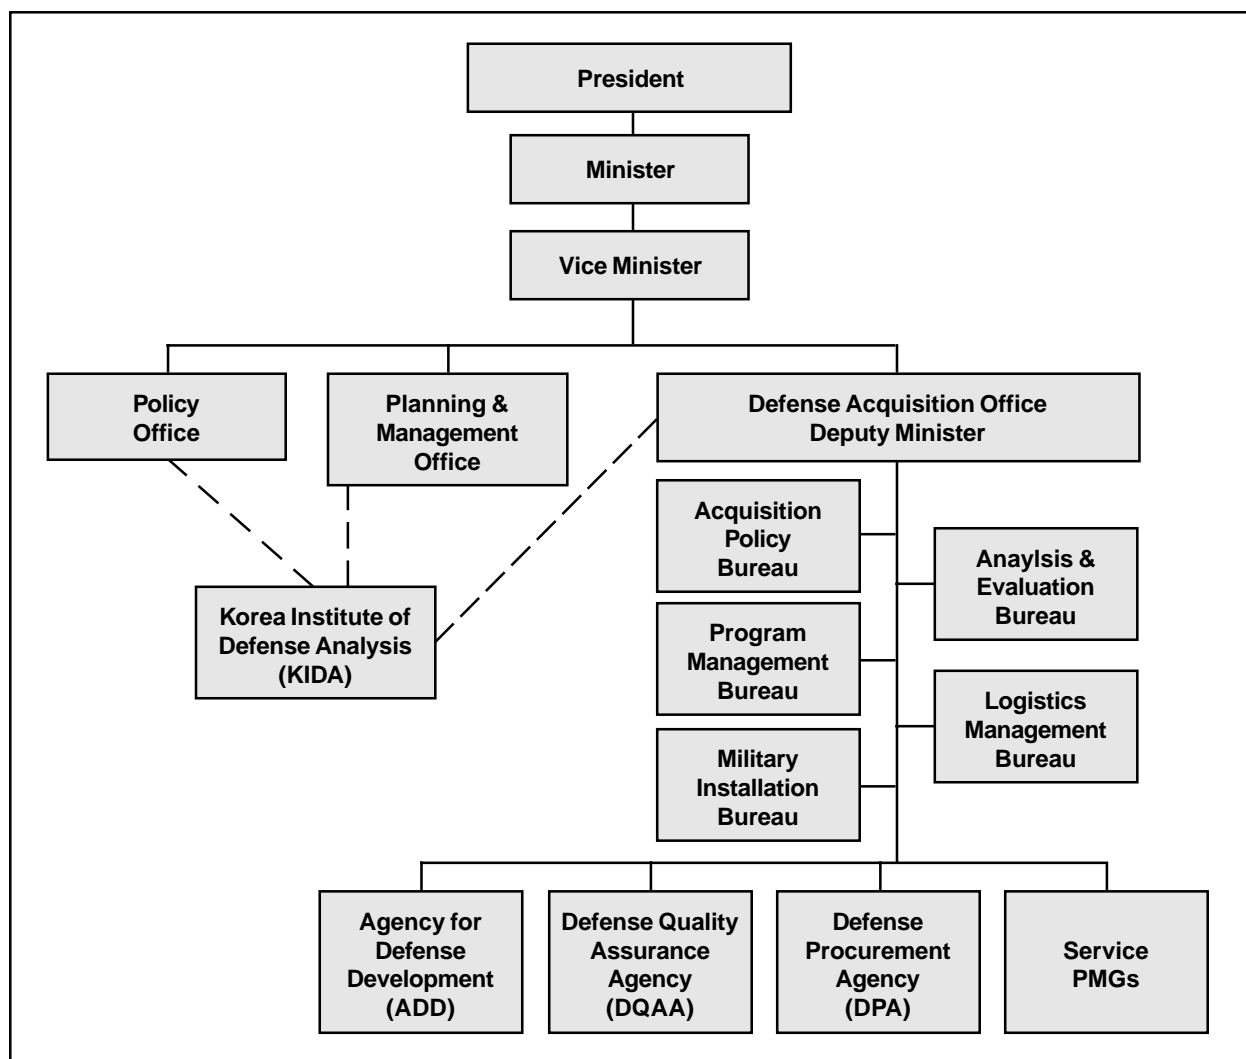 President
Minister
Vice Minister
Policy
Office
Planning &
Management
Office
Defense Acquisition Office
Deputy Minister
Acquisition
Policy
Bureau
Anaylsis &
Evaluation
Bureau
Korea Institute of
Defense Analysis
(KIDA)
Program
Management
Bureau
Logistics
Management
Bureau
Military
Installation
Bureau
Agency for
Defense
Development
(ADD)
Defense Quality
Assurance
Agency
(DQAA)
Defense
Procurement
Agency
(DPA)
Service
PMGs